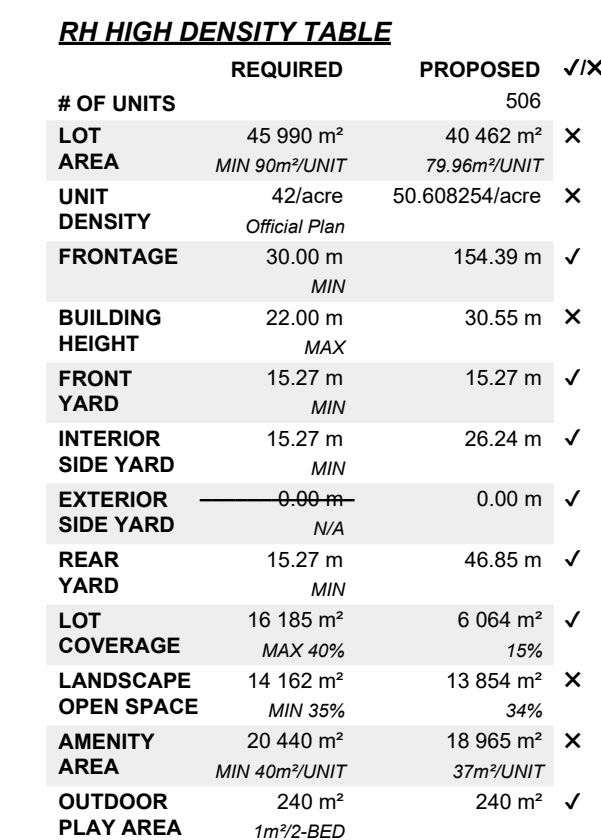 RH HIGH DENSITY TABLE
REQUIRED PROPOSED ✓/✕
# OF UNITS 506
LOT 45 990 m² 40 462 m² ✕
AREA MIN 90m²/UNIT 79.96m²/UNIT
UNIT 42/acre 50.608254/acre ✕
DENSITY Official Plan
FRONTAGE 30.00 m 154.39 m ✓
MIN
BUILDING 22.00 m 30.55 m ✕
HEIGHT MAX
FRONT 15.27 m 15.27 m ✓
YARD MIN
INTERIOR 15.27 m 26.24 m ✓
SIDE YARD MIN
EXTERIOR 0.00 m 0.00 m ✓
SIDE YARD N/A
REAR 15.27 m 46.85 m ✓
YARD MIN
LOT 16 185 m² 6 064 m² ✓
COVERAGE MAX 40% 15%
LANDSCAPE 14 162 m² 13 854 m² ✕
OPEN SPACE MIN 35% 34%
AMENITY 20 440 m² 18 965 m² ✕
AREA MIN 40m²/UNIT 37m²/UNIT
OUTDOOR 240 m² 240 m² ✓
PLAY AREA 1m²/2-BED